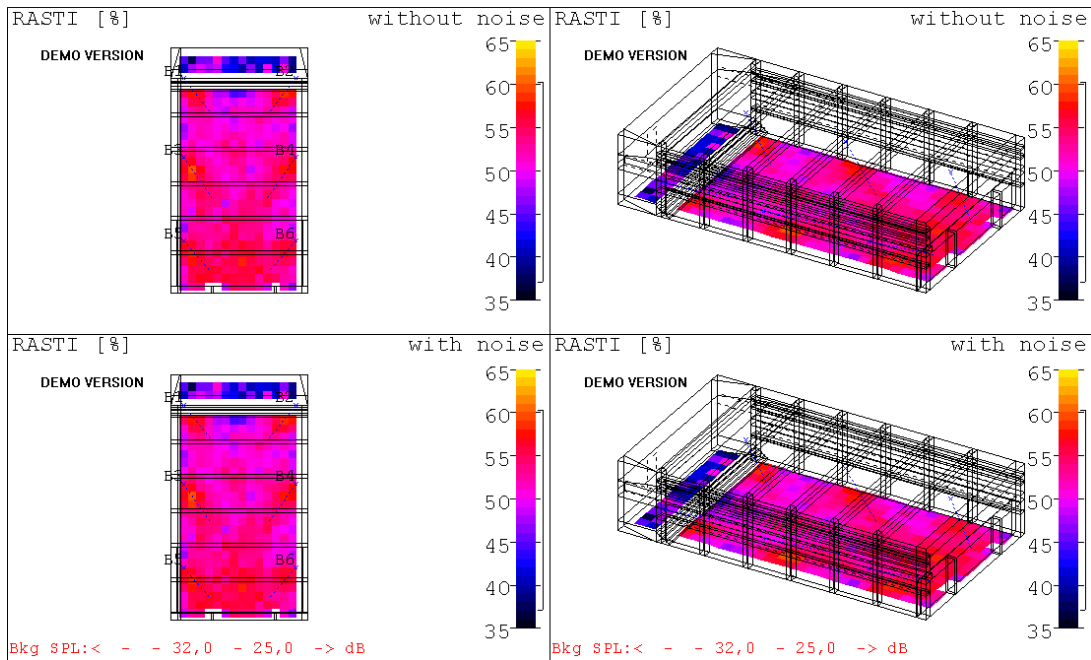 RASTI [%] without noise
DEMO VERSION
65
60
55
50
45
40
35
B1 B2
B3 B4
B5 B6
RASTI [%] without noise
DEMO VERSION
65
60
55
50
45
40
35
RASTI [%] with noise
DEMO VERSION
65
60
55
50
45
40
35
B1 B2
B3 B4
B5 B6
Bkg SPL:< - - 32,0 - 25,0 -> dB
RASTI [%] with noise
DEMO VERSION
65
60
55
50
45
40
35
Bkg SPL:< - - 32,0 - 25,0 -> dB